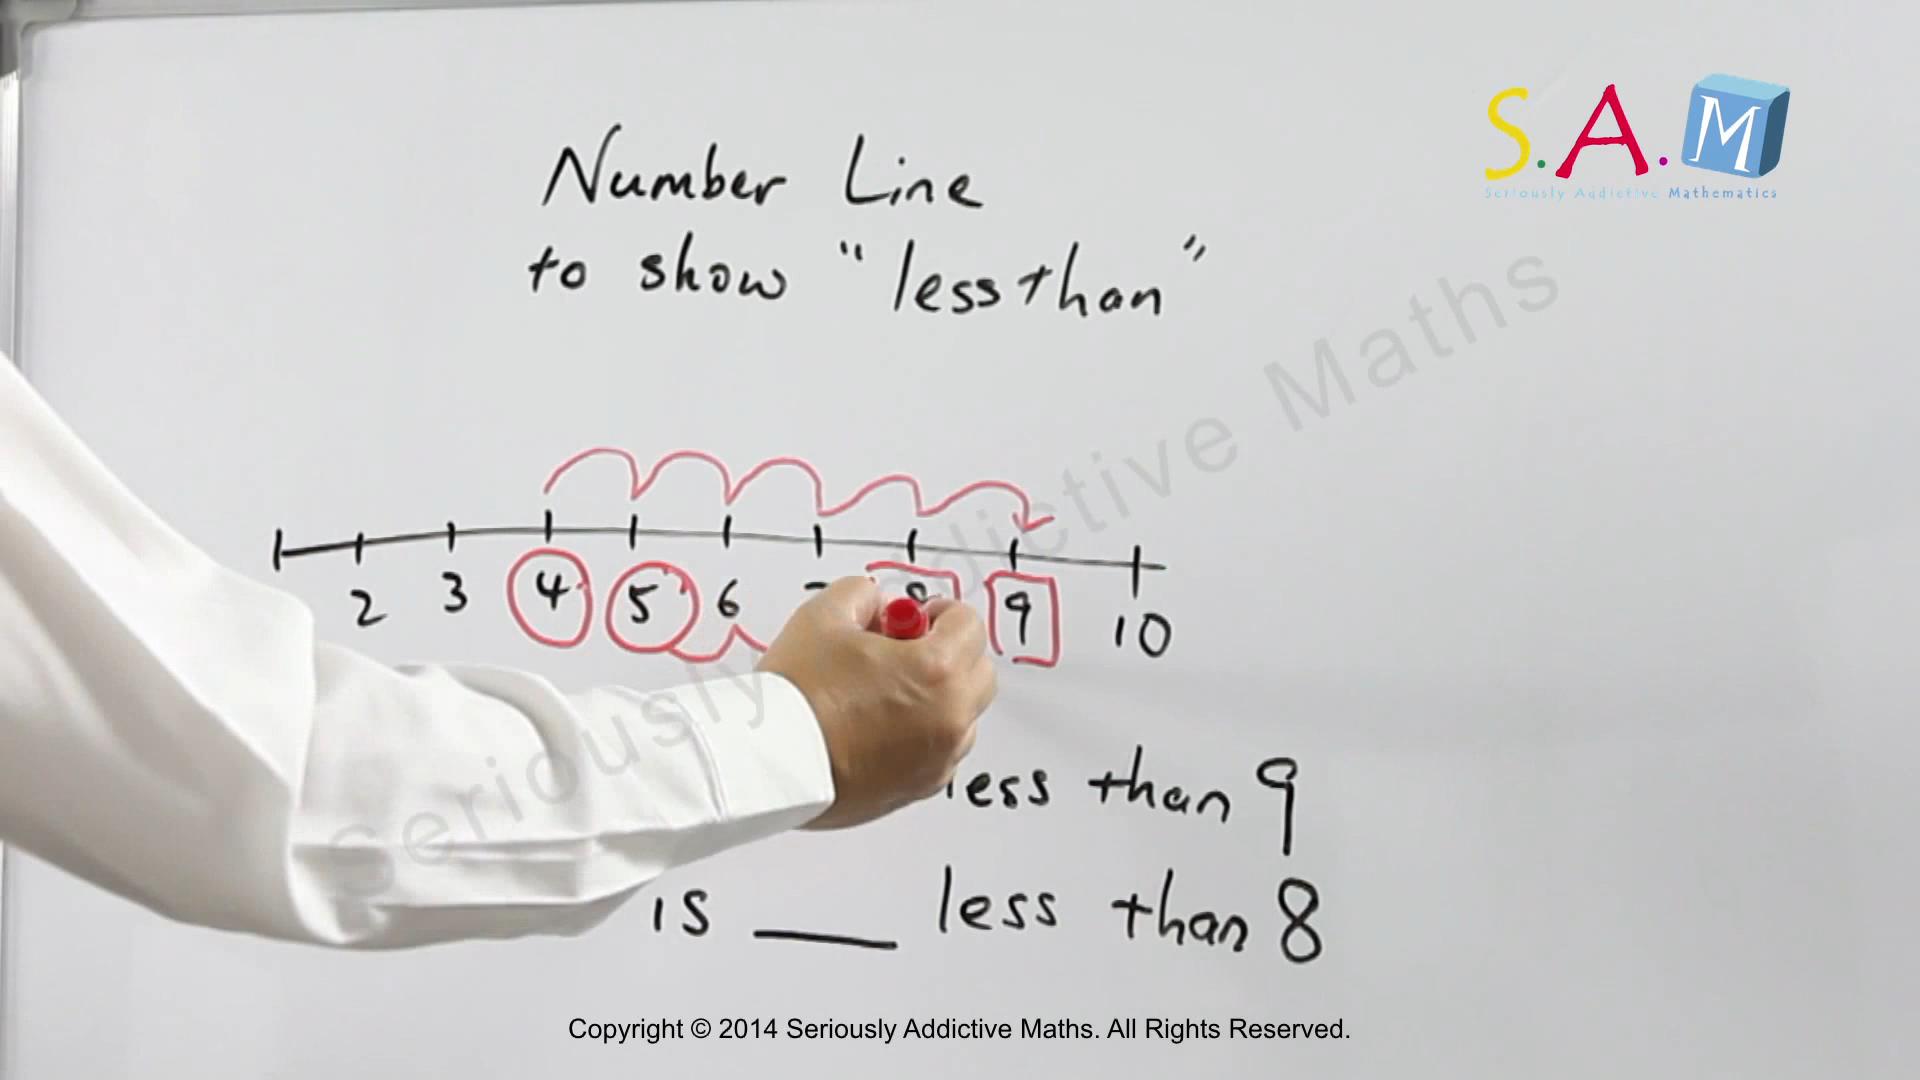 S.A.M
Seriously Addictive Mathematics
Number Line
to show "less than"
2 3 4 5 6 9 10
less than 9
is ___ less than 8
Seriously Addictive Maths
Copyright © 2014 Seriously Addictive Maths. All Rights Reserved.